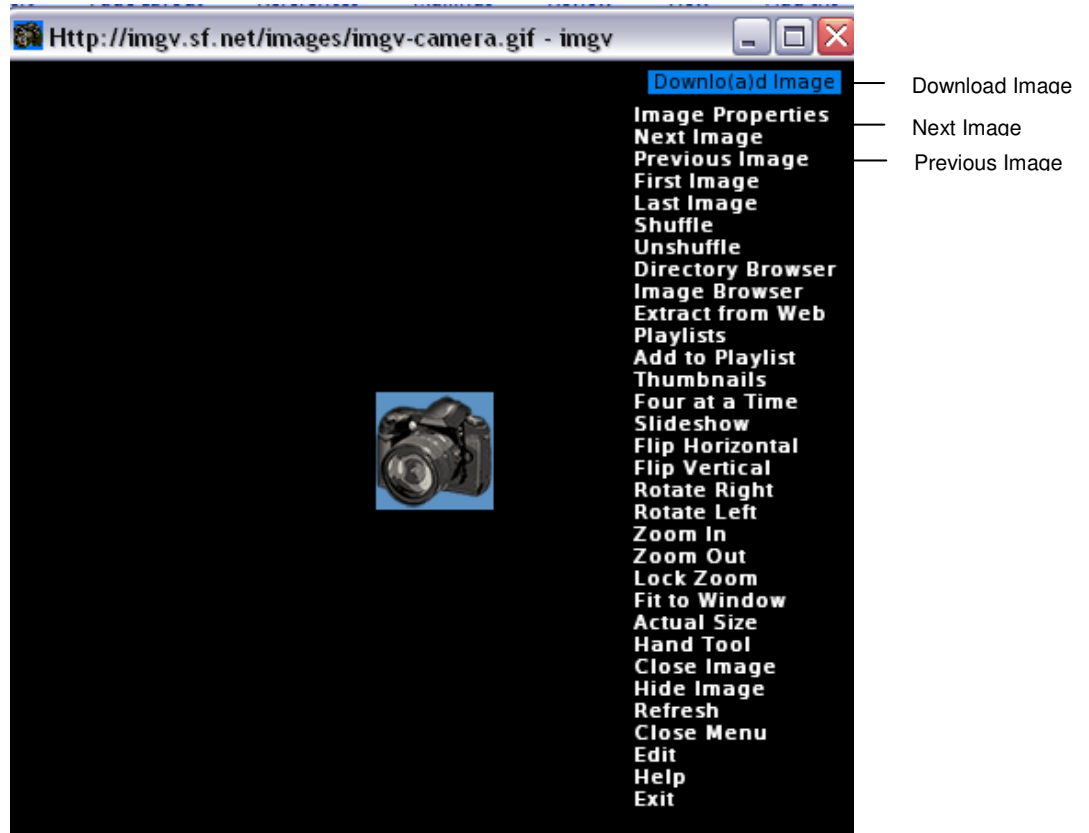 Http://imgv.sf.net/images/imgv-camera.gif - imgv
Downlo(a)d Image
Download Image
Image Properties
Next Image
Next Image
Previous Image
Previous Image
First Image
Last Image
Shuffle
Unshuffle
Directory Browser
Image Browser
Extract from Web
Playlists
Add to Playlist
Thumbnails
Four at a Time
Slideshow
Flip Horizontal
Flip Vertical
Rotate Right
Rotate Left
Zoom In
Zoom Out
Lock Zoom
Fit to Window
Actual Size
Hand Tool
Close Image
Hide Image
Refresh
Close Menu
Edit
Help
Exit